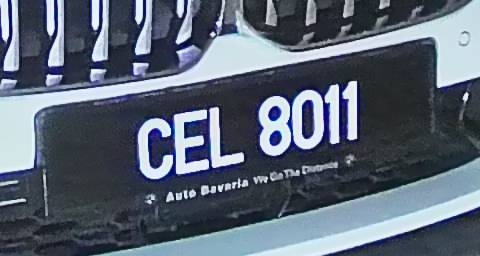 CEL 8011
Auto Bavaria We Go The Distance